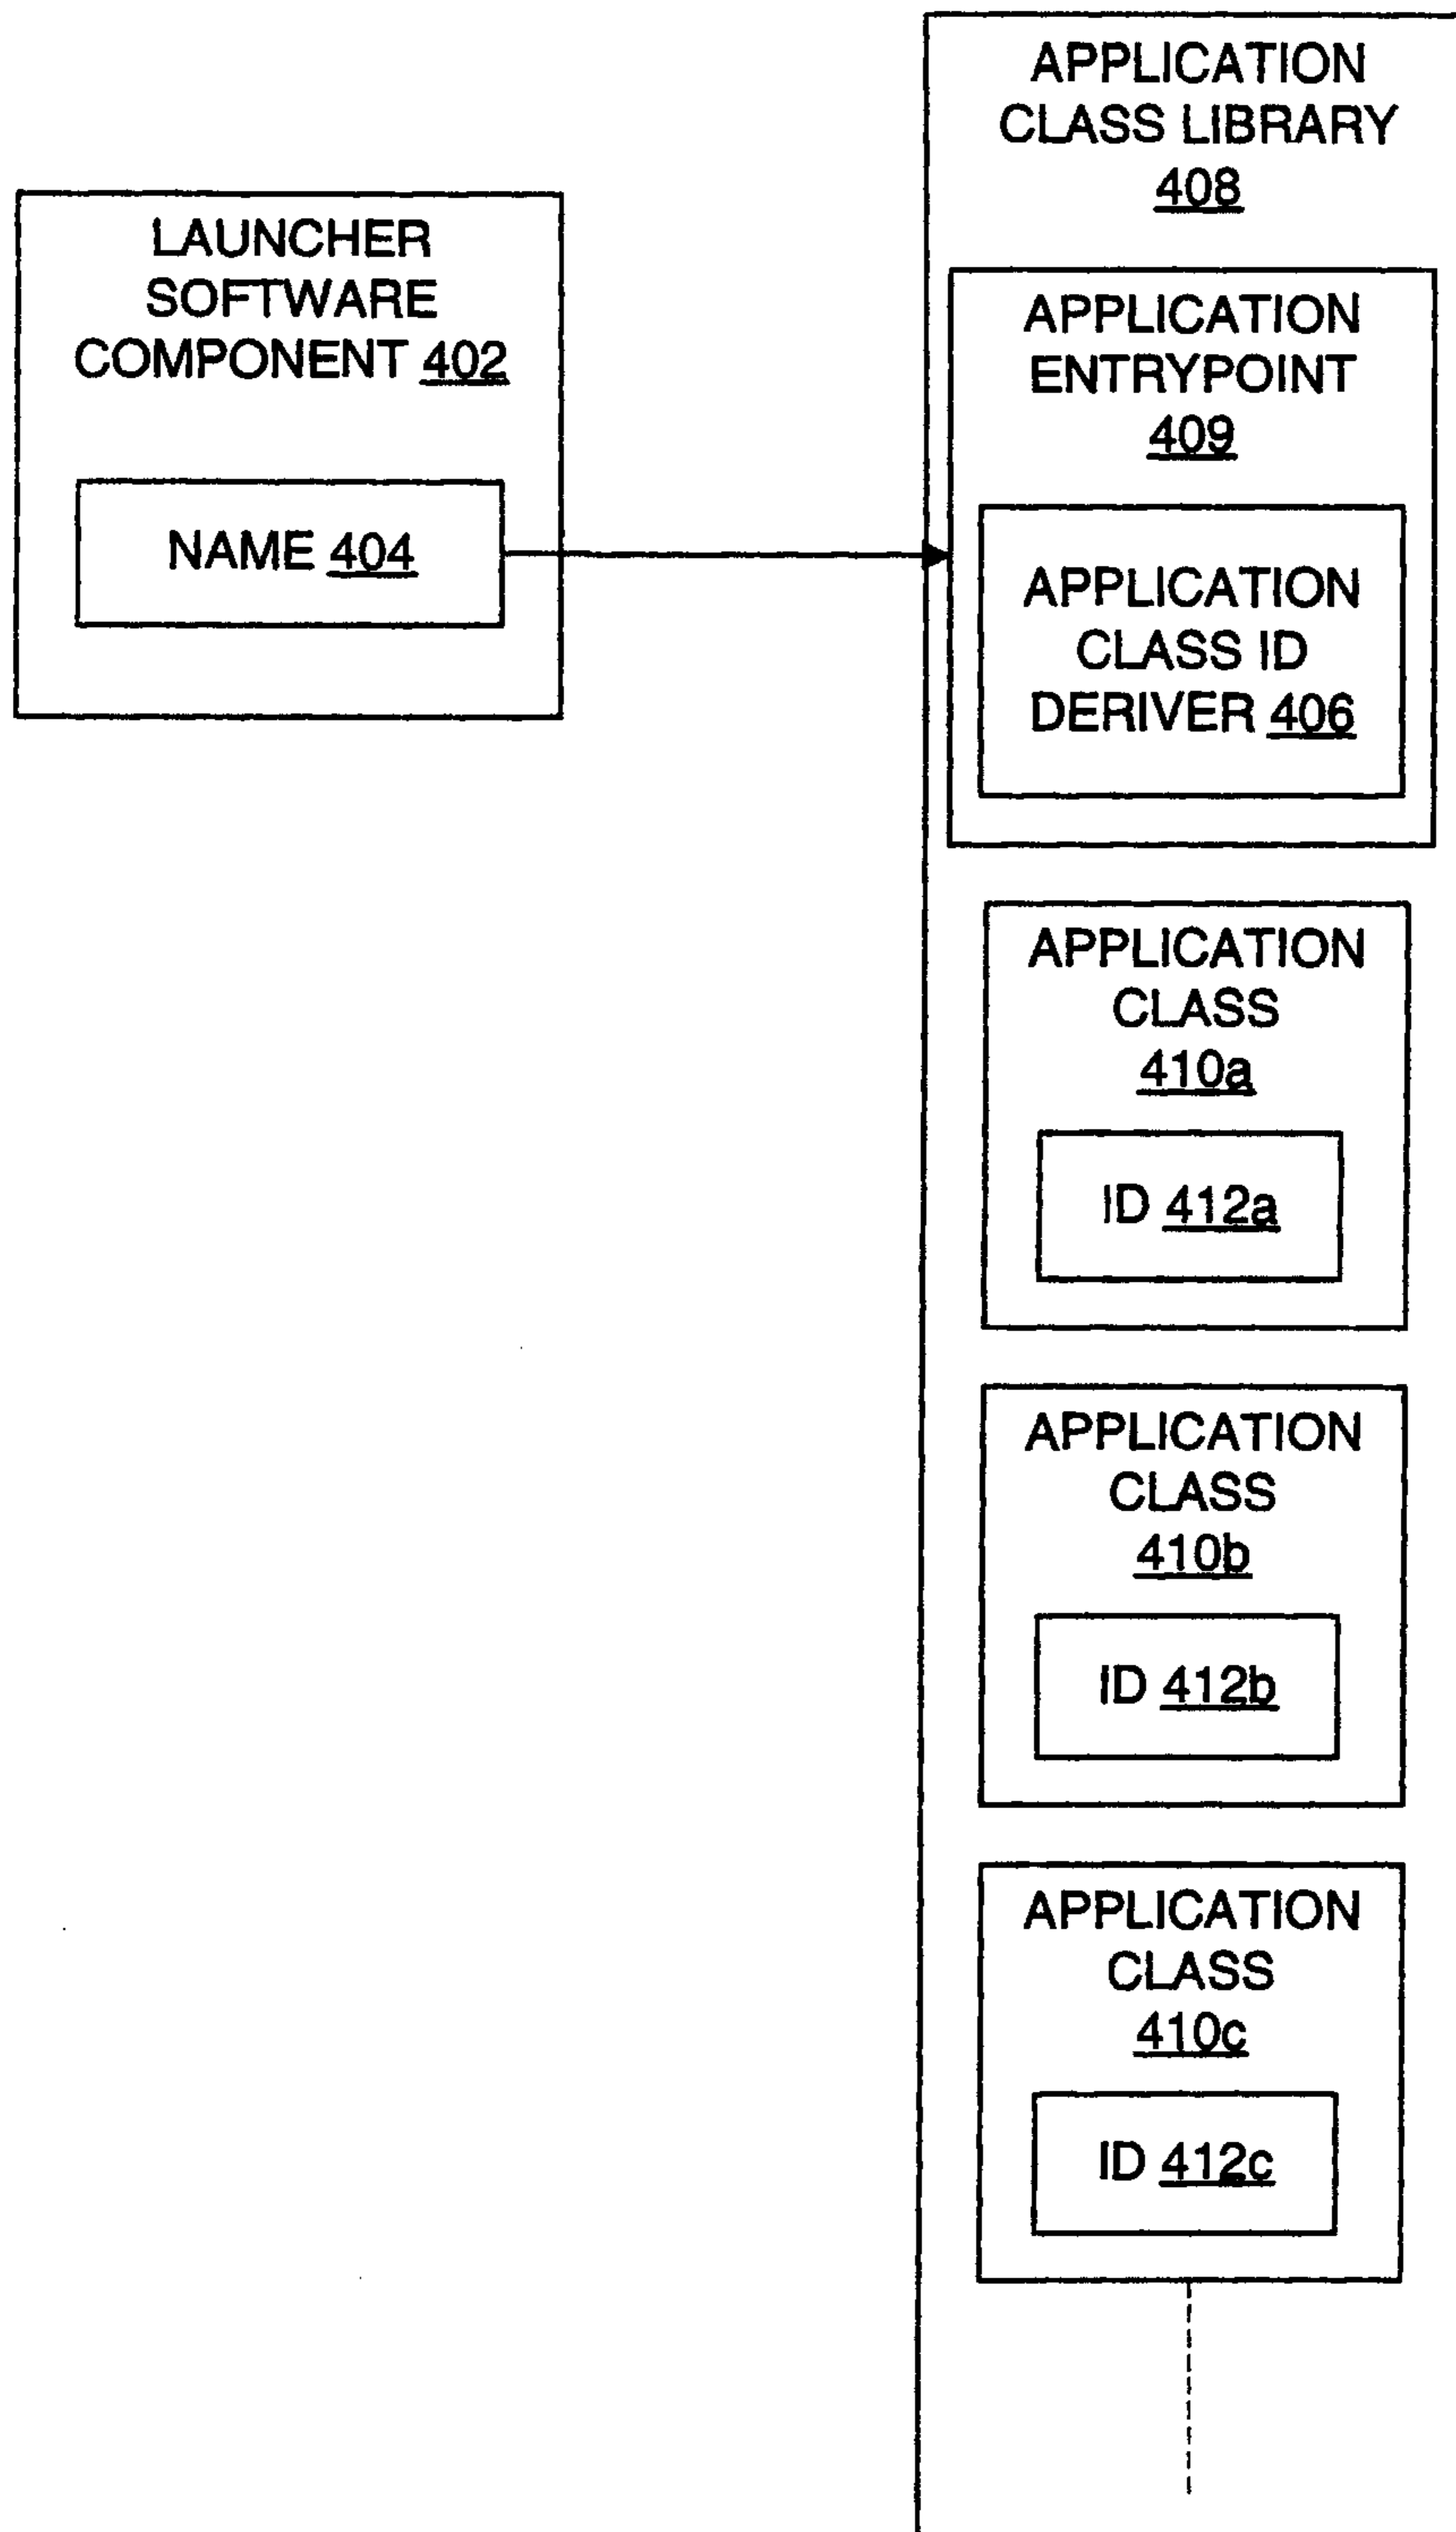 LAUNCHER
SOFTWARE
COMPONENT 402
NAME 404
APPLICATION
CLASS LIBRARY
408
APPLICATION
ENTRYPOINT
409
APPLICATION
CLASS ID
DERIVER 406
APPLICATION
CLASS
410a
ID 412a
APPLICATION
CLASS
410b
ID 412b
APPLICATION
CLASS
410c
ID 412c